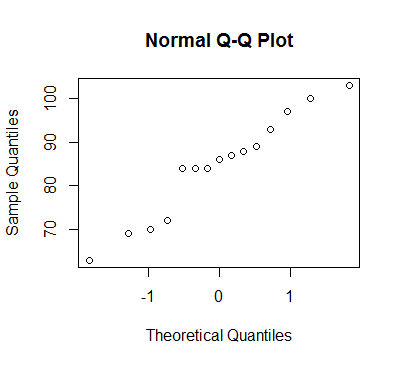 Normal Q-Q Plot
Sample Quantiles
100
90
80
70
-1 0 1
Theoretical Quantiles